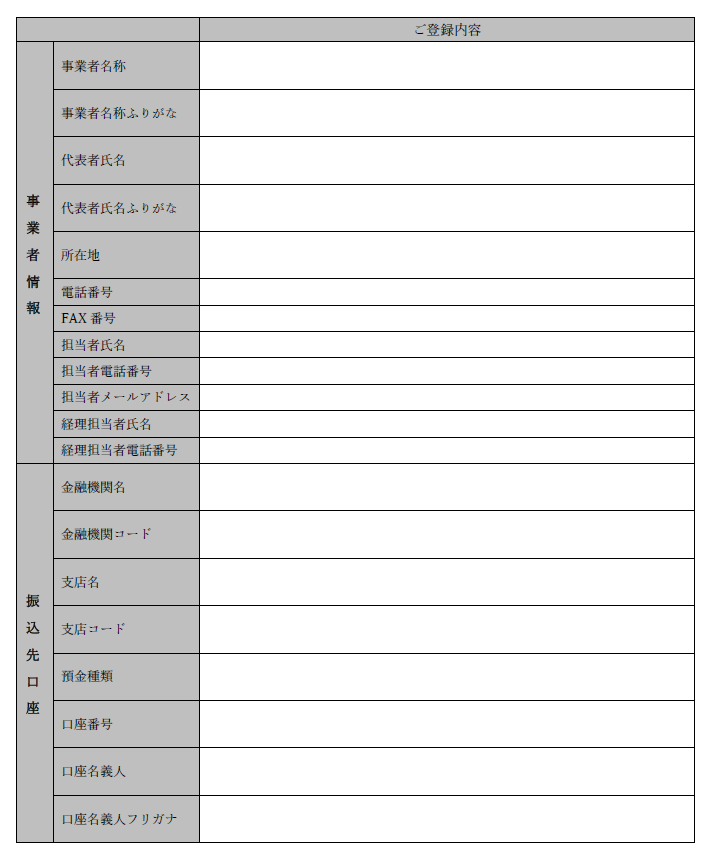 ご登録内容
事業者情報
事業者名称
事業者名称ふりがな
代表者氏名
代表者氏名ふりがな
所在地
電話番号
FAX 番号
担当者氏名
担当者電話番号
担当者メールアドレス
経理担当者氏名
経理担当者電話番号
振込先口座
金融機関名
金融機関コード
支店名
支店コード
預金種類
口座番号
口座名義人
口座名義人フリガナ